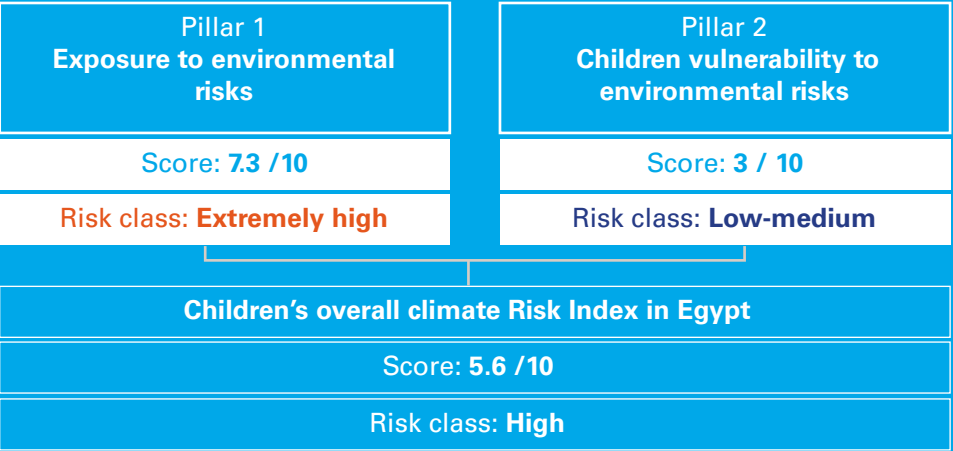 Pillar 1
Exposure to environmental
risks
Score: 7.3 /10
Risk class: Extremely high
Pillar 2
Children vulnerability to
environmental risks
Score: 3 / 10
Risk class: Low-medium
Children’s overall climate Risk Index in Egypt
Score: 5.6 /10
Risk class: High